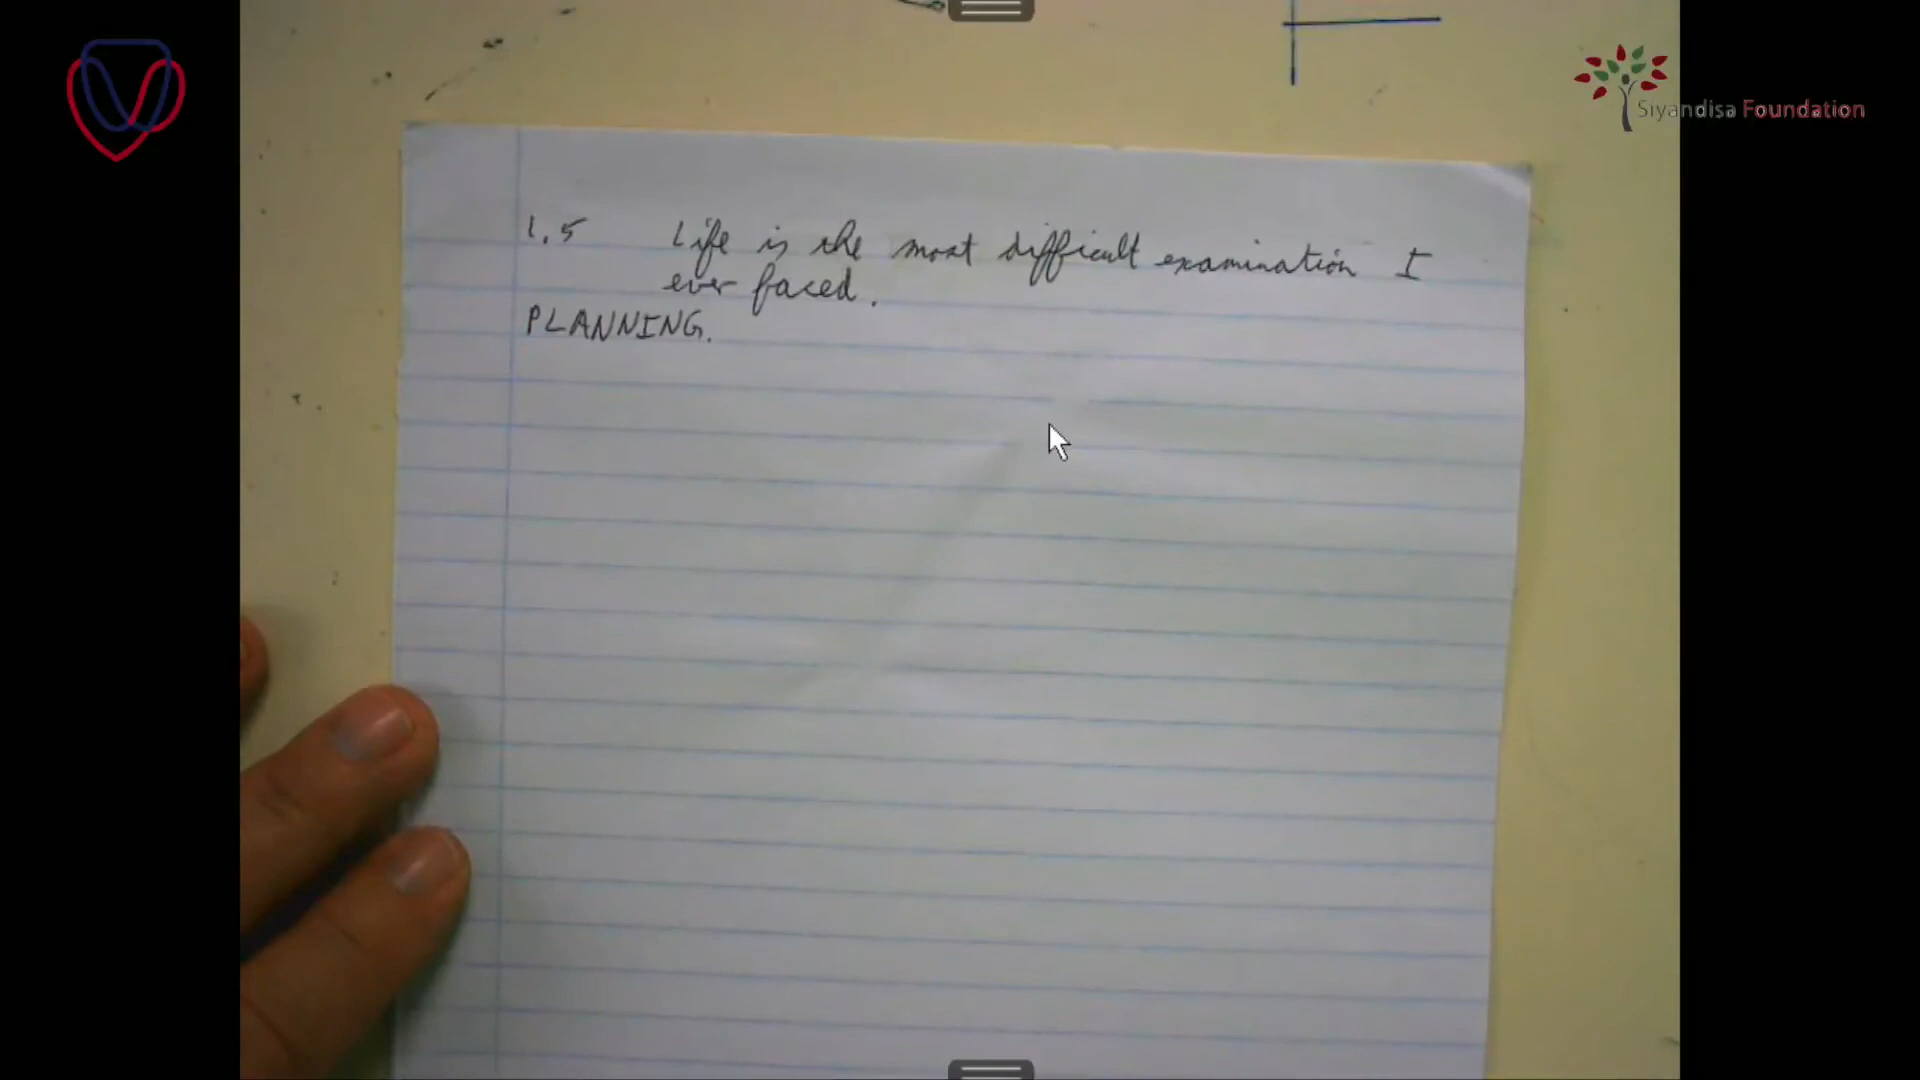 Siyandisa Foundation
1.5 Life is the most difficult examination I
ever faced.
PLANNING.